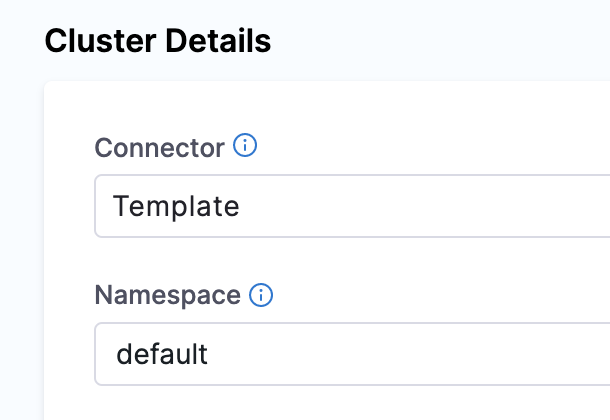 Cluster Details
Connector
Template
Namespace
default